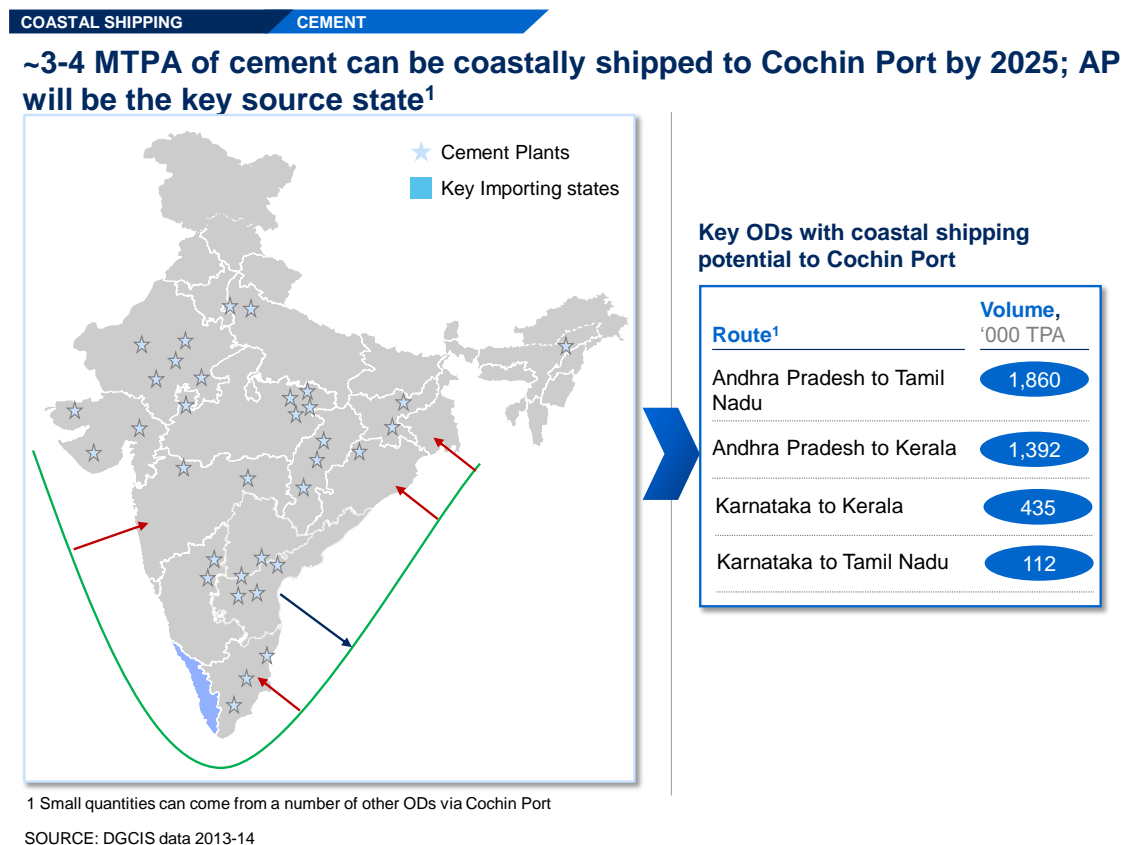 COASTAL SHIPPING
CEMENT
~3-4 MTPA of cement can be coastally shipped to Cochin Port by 2025; AP
will be the key source state1
Cement Plants
Key Importing states
Key ODs with coastal shipping
potential to Cochin Port
Route1
Volume,
‘000 TPA
Andhra Pradesh to Tamil
Nadu
1,860
Andhra Pradesh to Kerala
1,392
Karnataka to Kerala
435
Karnataka to Tamil Nadu
112
1 Small quantities can come from a number of other ODs via Cochin Port
SOURCE: DGCIS data 2013-14